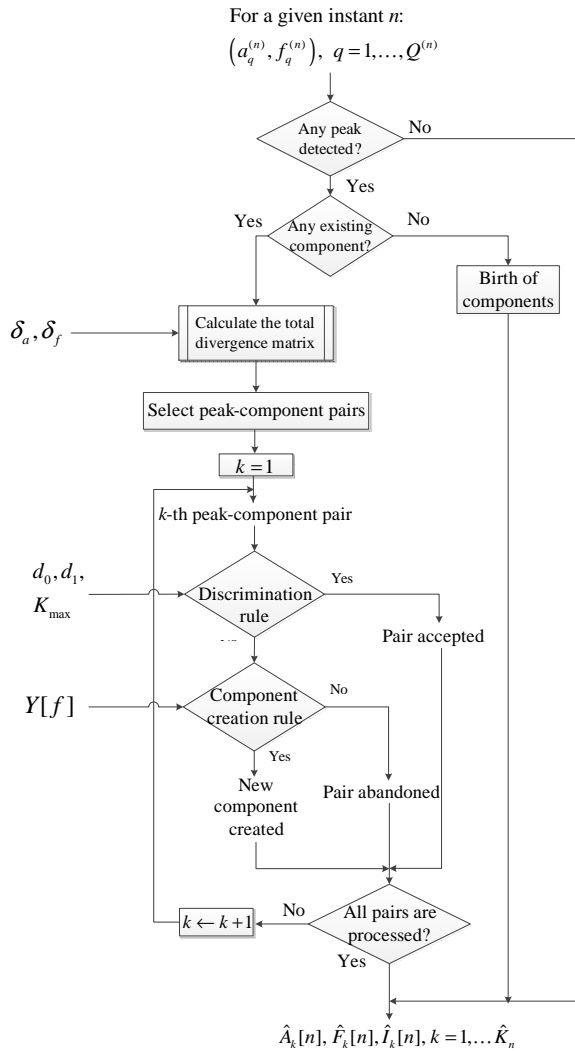 For a given instant n:
(a_q^(n), f_q^(n)), q = 1,…,Q^(n)
Any peak
detected?
No
Yes
Any existing
component?
Yes
No
Birth of
components
δ_a, δ_f
Calculate the total
divergence matrix
Select peak-component pairs
k = 1
k-th peak-component pair
d_0, d_1,
K_max
Discrimination
rule
Yes
Pair accepted
Y[f]
Component
creation rule
No
Yes
New
component
created
Pair abandoned
All pairs are
processed?
No
k ← k+1
Yes
Â_k[n], F̂_k[n], Î_k[n], k = 1,… K̂_n